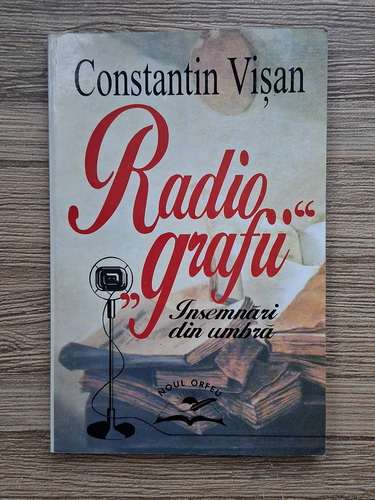 Constantin Vișan
Radio
„grafii“
Însemnări
din umbră
NOUL ORFEU